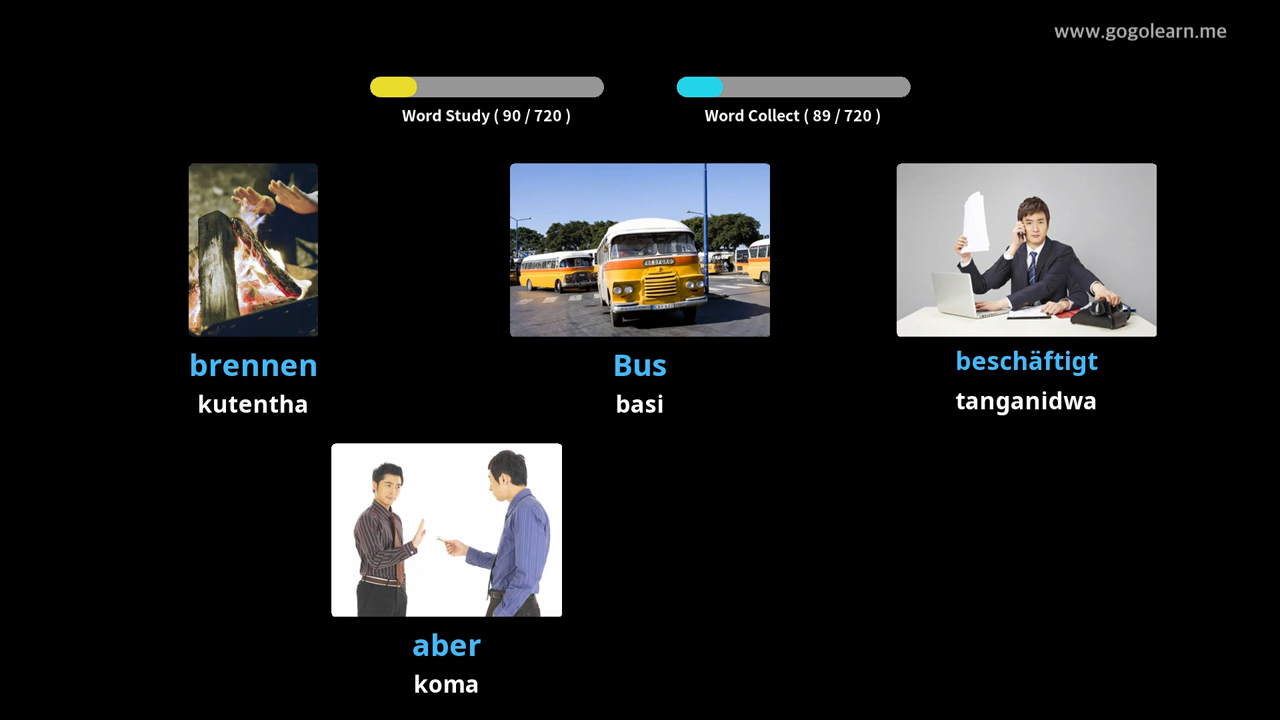 www.gogolearn.me
Word Study ( 90 / 720 )
Word Collect ( 89 / 720 )
brennen
kutentha
Bus
basi
beschäftigt
tanganidwa
aber
koma